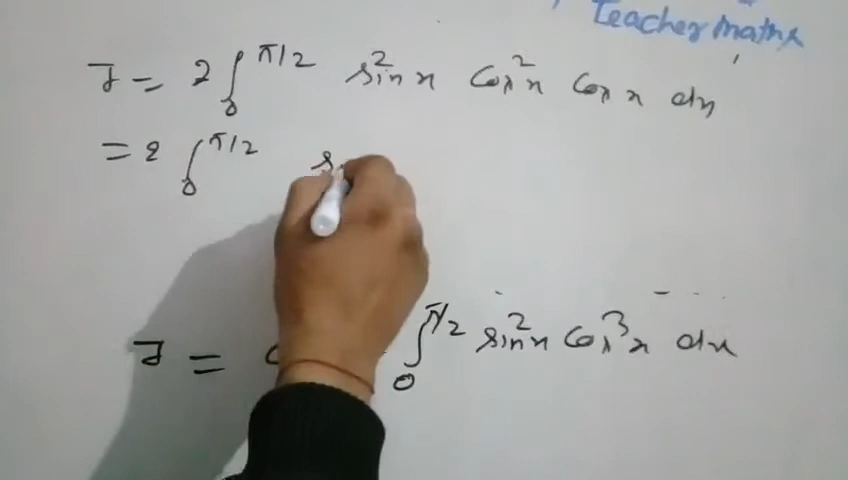 Teacher maths
I = 2 ∫₀^π/2 sin²x cos²x cos x dx
= 2 ∫₀^π/2 s
I = ∫₀^π/2 sin²x cos³x dx